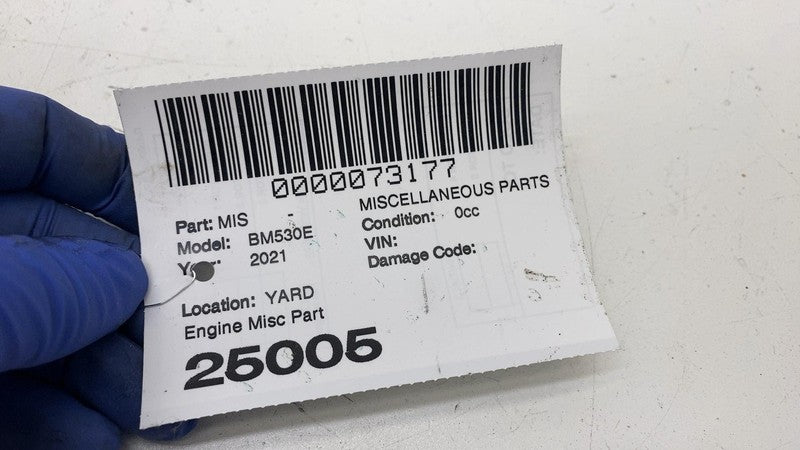 0000073177
MISCELLANEOUS PARTS
Part: MIS -
Condition: 0cc
Model: BM530E
VIN:
2021
Damage Code:
Location: YARD
Engine Misc Part
25005